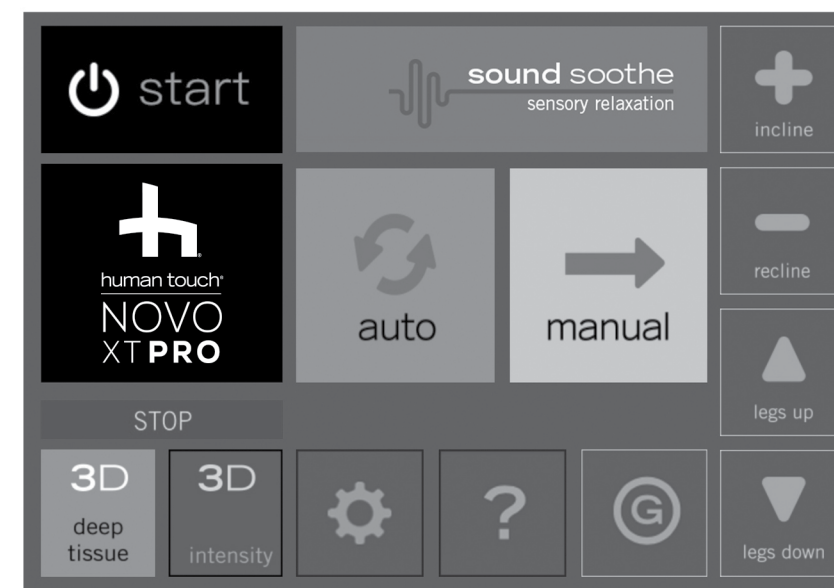 start
sound soothe
sensory relaxation
incline
human touch®
NOVO
XT PRO
auto
manual
recline
legs up
STOP
3D
deep
tissue
3D
intensity
?
G
legs down